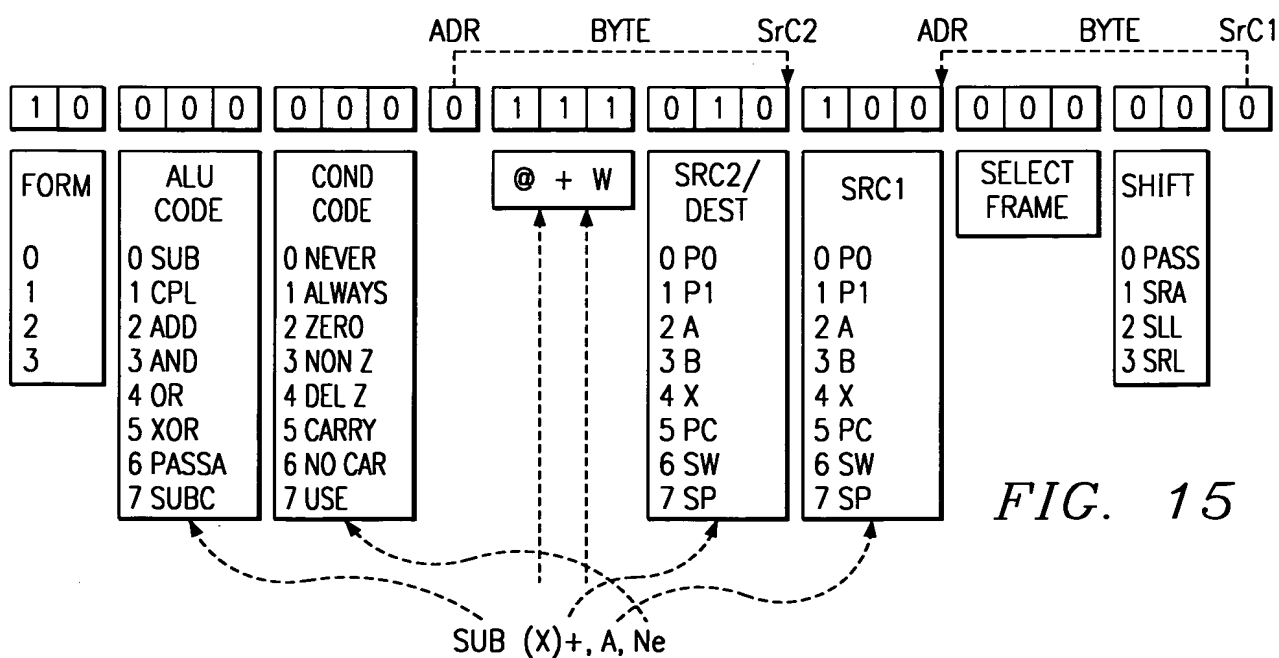 ADR BYTE SrC2 ADR BYTE SrC1
1 0 0 0 0 0 0 0 0 1 1 1 0 1 0 1 0 0 0 0 0 0 0 0
FORM
0
1
2
3
ALU
CODE
0 SUB
1 CPL
2 ADD
3 AND
4 OR
5 XOR
6 PASSA
7 SUBC
COND
CODE
0 NEVER
1 ALWAYS
2 ZERO
3 NON Z
4 DEL Z
5 CARRY
6 NO CAR
7 USE
@ + W
SRC2/
DEST
0 P0
1 P1
2 A
3 B
4 X
5 PC
6 SW
7 SP
SRC1
0 P0
1 P1
2 A
3 B
4 X
5 PC
6 SW
7 SP
SELECT
FRAME
SHIFT
0 PASS
1 SRA
2 SLL
3 SRL
FIG. 15
SUB (X)+, A, Ne